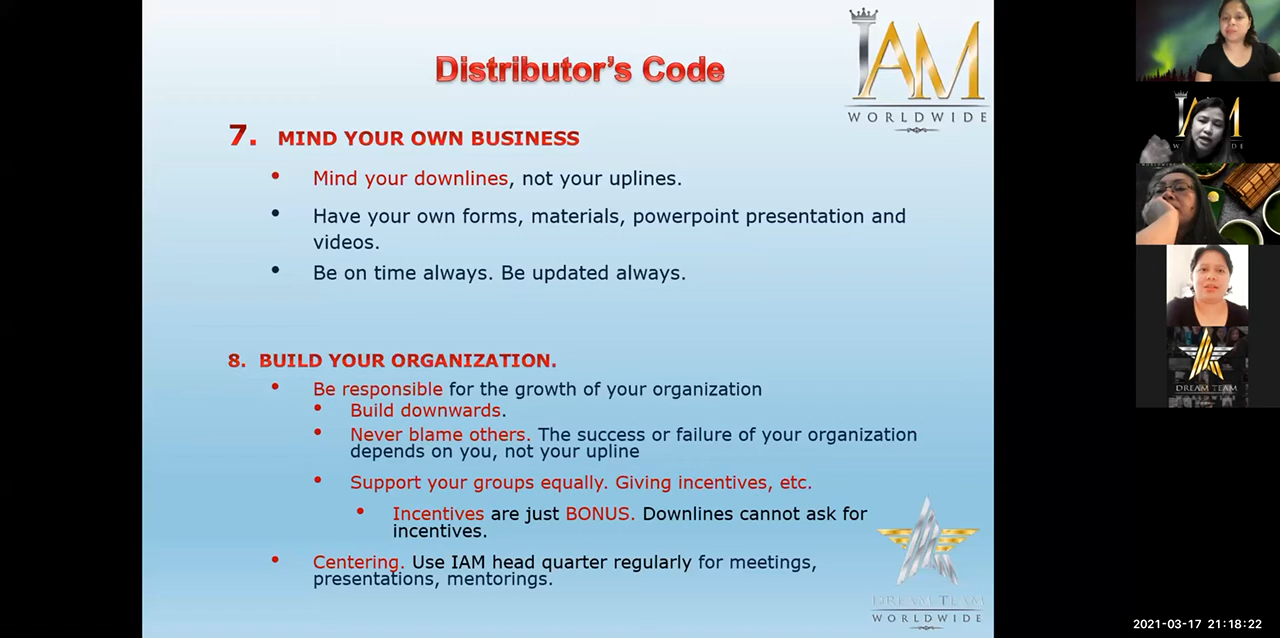 Distributor's Code
IAM
WORLDWIDE
7. MIND YOUR OWN BUSINESS
• Mind your downlines, not your uplines.
• Have your own forms, materials, powerpoint presentation and
videos.
• Be on time always. Be updated always.
8. BUILD YOUR ORGANIZATION.
• Be responsible for the growth of your organization
• Build downwards.
• Never blame others. The success or failure of your organization
depends on you, not your upline
• Support your groups equally. Giving incentives, etc.
• Incentives are just BONUS. Downlines cannot ask for
incentives.
• Centering. Use IAM head quarter regularly for meetings,
presentations, mentorings.
DREAM TEAM
WORLDWIDE
DREAM TEAM
2021-03-17 21:18:22